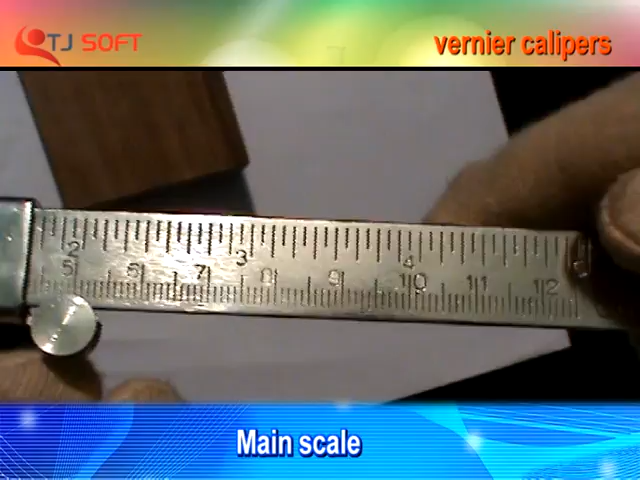 TJ SOFT
vernier calipers
2 3 4
5 6 7 8 9 10 11 12
Main scale